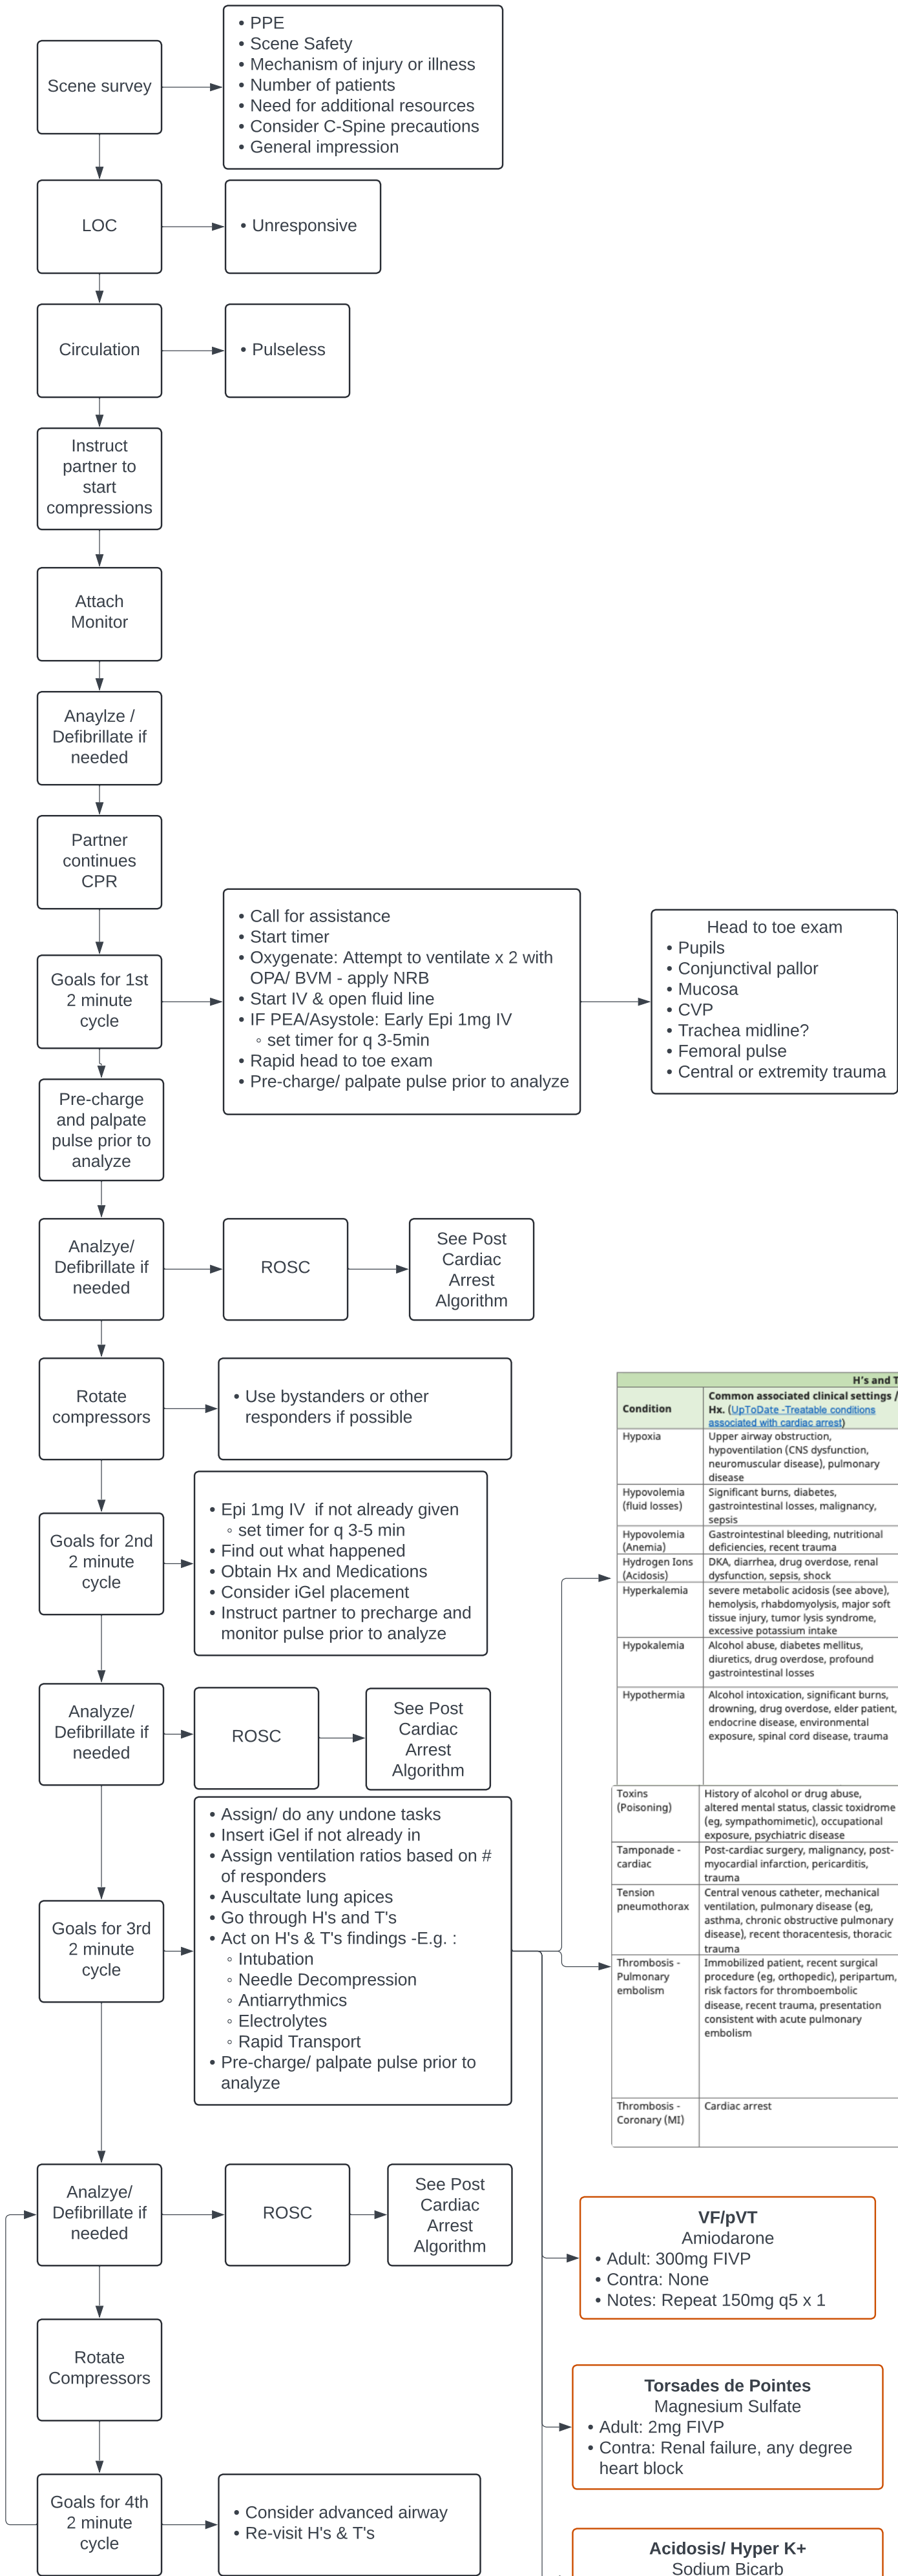 • PPE
• Scene Safety
• Mechanism of injury or illness
• Number of patients
• Need for additional resources
• Consider C-Spine precautions
• General impression
Scene survey
LOC
• Unresponsive
Circulation
• Pulseless
Instruct
partner to
start
compressions
Attach
Monitor
Anaylze /
Defibrillate if
needed
Partner
continues
CPR
Goals for 1st
2 minute
cycle
• Call for assistance
• Start timer
• Oxygenate: Attempt to ventilate x 2 with
OPA/ BVM - apply NRB
• Start IV & open fluid line
• IF PEA/Asystole: Early Epi 1mg IV
◦ set timer for q 3-5min
• Rapid head to toe exam
• Pre-charge/ palpate pulse prior to analyze
Head to toe exam
• Pupils
• Conjunctival pallor
• Mucosa
• CVP
• Trachea midline?
• Femoral pulse
• Central or extremity trauma
Pre-charge
and palpate
pulse prior to
analyze
Analzye/
Defibrillate if
needed
ROSC
See Post
Cardiac
Arrest
Algorithm
Rotate
compressors
• Use bystanders or other
responders if possible
Goals for 2nd
2 minute
cycle
• Epi 1mg IV  if not already given
◦ set timer for q 3-5 min
• Find out what happened
• Obtain Hx and Medications
• Consider iGel placement
• Instruct partner to precharge and
monitor pulse prior to analyze
Analyze/
Defibrillate if
needed
ROSC
See Post
Cardiac
Arrest
Algorithm
Goals for 3rd
2 minute
cycle
• Assign/ do any undone tasks
• Insert iGel if not already in
• Assign ventilation ratios based on #
of responders
• Auscultate lung apices
• Go through H's and T's
• Act on H's & T's findings -E.g. :
◦ Intubation
◦ Needle Decompression
◦ Antiarrythmics
◦ Electrolytes
◦ Rapid Transport
• Pre-charge/ palpate pulse prior to
analyze
H's and T
Condition
Common associated clinical settings /
Hx. (UpToDate -Treatable conditions
associated with cardiac arrest)
Hypoxia
Upper airway obstruction,
hypoventilation (CNS dysfunction,
neuromuscular disease), pulmonary
disease
Hypovolemia
(fluid losses)
Significant burns, diabetes,
gastrointestinal losses, malignancy,
sepsis
Hypovolemia
(Anemia)
Gastrointestinal bleeding, nutritional
deficiencies, recent trauma
Hydrogen Ions
(Acidosis)
DKA, diarrhea, drug overdose, renal
dysfunction, sepsis, shock
Hyperkalemia
severe metabolic acidosis (see above),
hemolysis, rhabdomyolysis, major soft
tissue injury, tumor lysis syndrome,
excessive potassium intake
Hypokalemia
Alcohol abuse, diabetes mellitus,
diuretics, drug overdose, profound
gastrointestinal losses
Hypothermia
Alcohol intoxication, significant burns,
drowning, drug overdose, elder patient,
endocrine disease, environmental
exposure, spinal cord disease, trauma
Toxins
(Poisoning)
History of alcohol or drug abuse,
altered mental status, classic toxidrome
(eg, sympathomimetic), occupational
exposure, psychiatric disease
Tamponade -
cardiac
Post-cardiac surgery, malignancy, post-
myocardial infarction, pericarditis,
trauma
Tension
pneumothorax
Central venous catheter, mechanical
ventilation, pulmonary disease (eg,
asthma, chronic obstructive pulmonary
disease), recent thoracentesis, thoracic
trauma
Thrombosis -
Pulmonary
embolism
Immobilized patient, recent surgical
procedure (eg, orthopedic), peripartum,
risk factors for thromboembolic
disease, recent trauma, presentation
consistent with acute pulmonary
embolism
Thrombosis -
Coronary (MI)
Cardiac arrest
Analzye/
Defibrillate if
needed
ROSC
See Post
Cardiac
Arrest
Algorithm
VF/pVT
Amiodarone
• Adult: 300mg FIVP
• Contra: None
• Notes: Repeat 150mg q5 x 1
Rotate
Compressors
Torsades de Pointes
Magnesium Sulfate
• Adult: 2mg FIVP
• Contra: Renal failure, any degree
heart block
Goals for 4th
2 minute
cycle
• Consider advanced airway
• Re-visit H's & T's
Acidosis/ Hyper K+
Sodium Bicarb